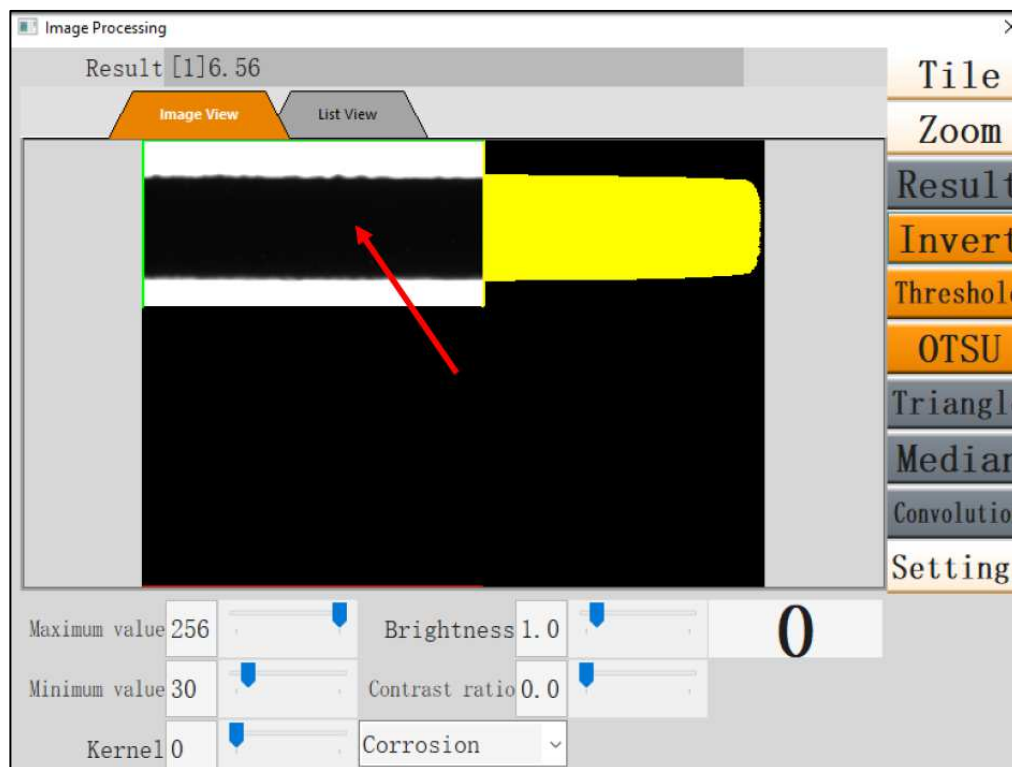 Image Processing
Result [1]6.56
Image View
List View
Tile
Zoom
Result
Invert
Threshold
OTSU
Triangle
Median
Convolutio
Setting
Maximum value 256
Brightness 1.0
0
Minimum value 30
Contrast ratio 0.0
Kernel 0
Corrosion